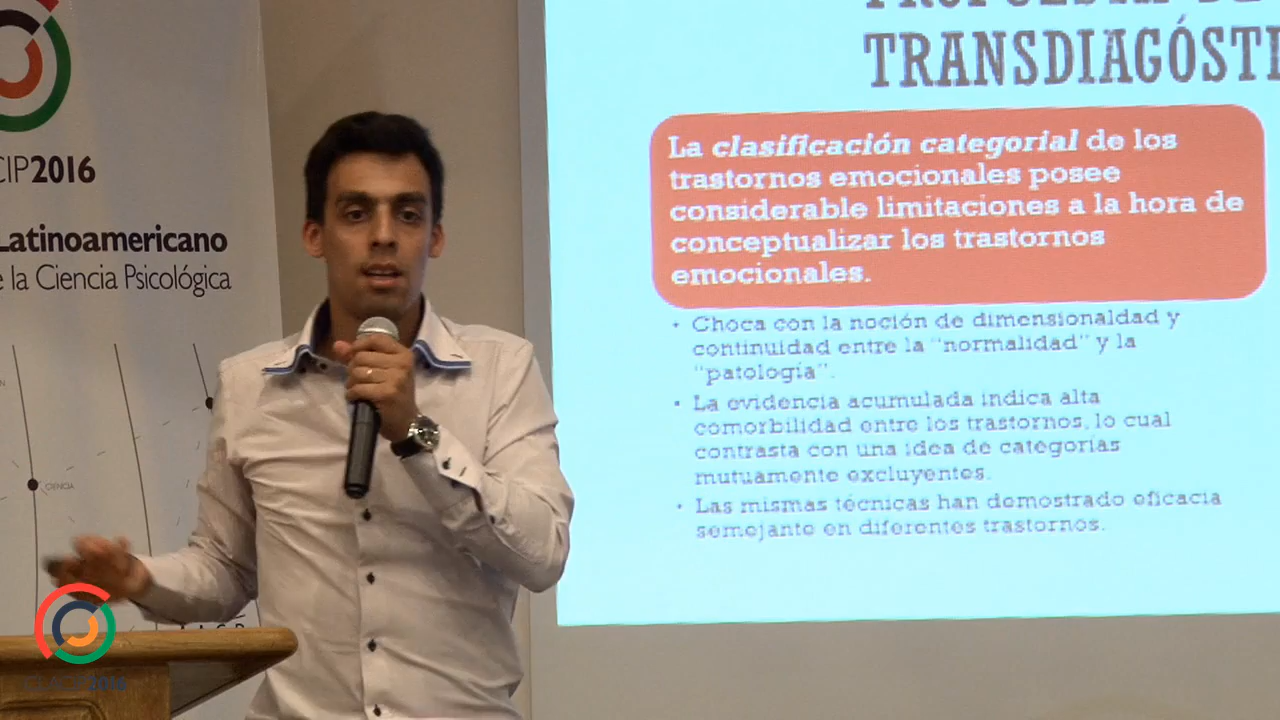 CIP2016
Latinoamericano
e la Ciencia Psicológica
CIENCIA
TRANSDIAGÓSTI
La clasificación categorial de los
trastornos emocionales posee
considerable limitaciones a la hora de
conceptualizar los trastornos
emocionales.
• Choca con la noción de dimensionaldad y
continuidad entre la "normalidad" y la
"patología".
• La evidencia acumulada indica alta
comorbilidad entre los trastornos, lo cual
contrasta con una idea de categorías
mutuamente excluyentes.
• Las mismas técnicas han demostrado eficacia
semejante en diferentes trastornos.
CLACIP2016